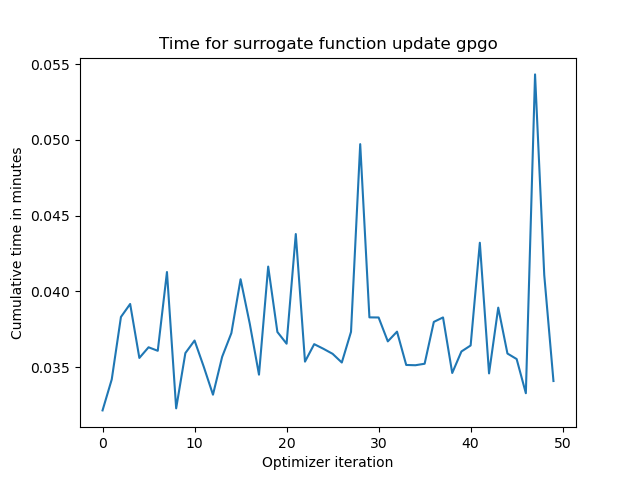 Time for surrogate function update gpgo
0.055
0.050
0.045
0.040
0.035
Cumulative time in minutes
0 10 20 30 40 50
Optimizer iteration